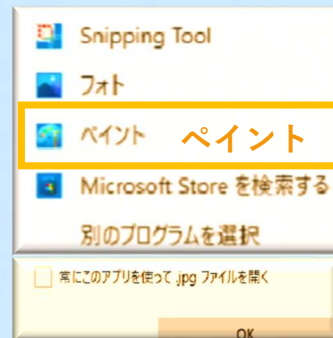 Snipping Tool
フォト
ペイント ペイント
Microsoft Store を検索する
別のプログラムを選択
常にこのアプリを使って .jpg ファイルを開く
OK